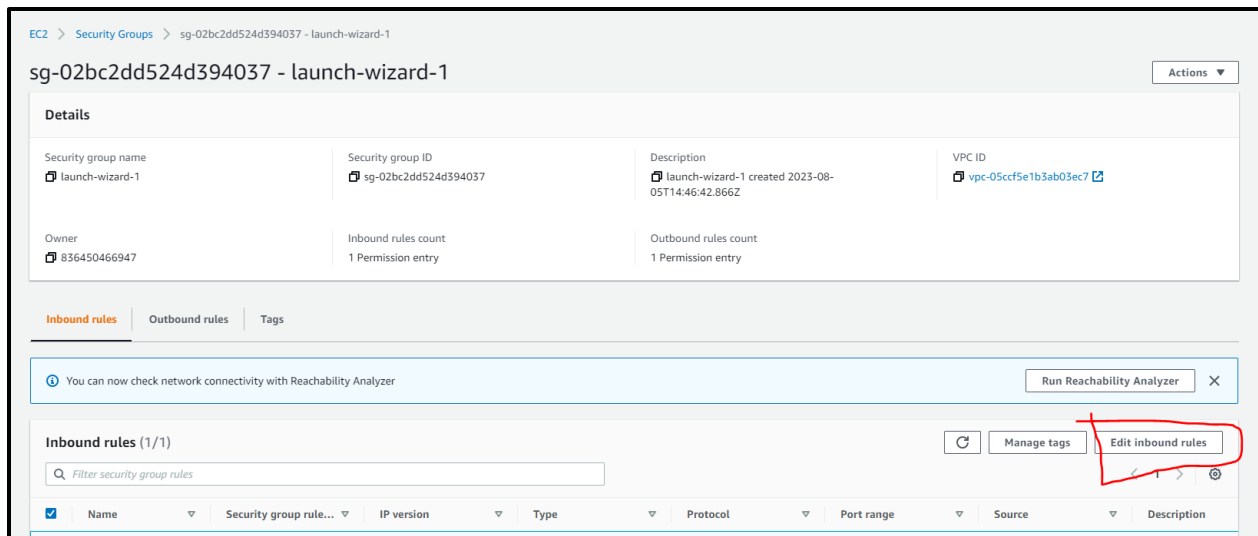 EC2 > Security Groups > sg-02bc2dd524d394037 - launch-wizard-1
sg-02bc2dd524d394037 - launch-wizard-1
Actions
Details
Security group name
launch-wizard-1
Security group ID
sg-02bc2dd524d394037
Description
launch-wizard-1 created 2023-08-
05T14:46:42.866Z
VPC ID
vpc-05ccf5e1b3ab03ec7
Owner
836450466947
Inbound rules count
1 Permission entry
Outbound rules count
1 Permission entry
Inbound rules Outbound rules Tags
You can now check network connectivity with Reachability Analyzer Run Reachability Analyzer
Inbound rules (1/1) Manage tags Edit inbound rules
Filter security group rules 1
Name Security group rule... IP version Type Protocol Port range Source Description